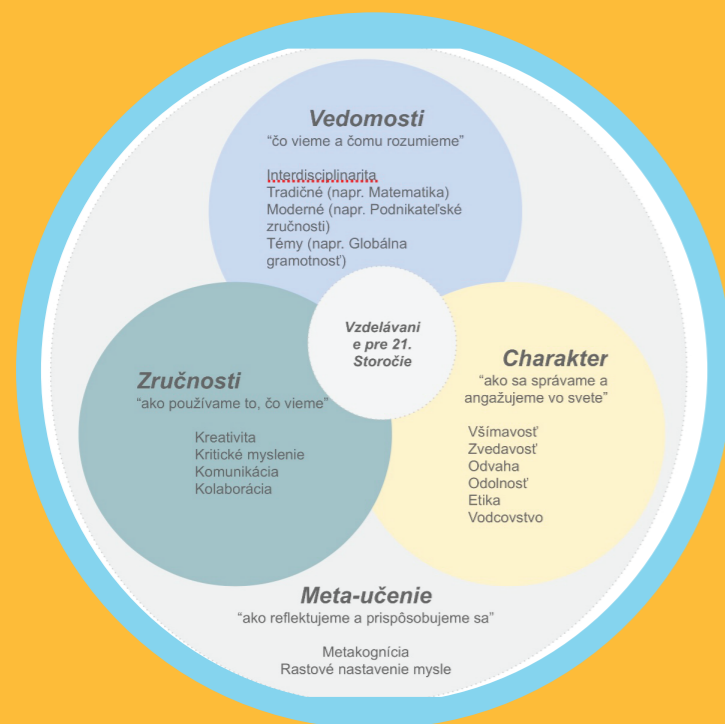 Vedomosti
“čo vieme a čomu rozumieme”
Interdisciplinarita
Tradičné (napr. Matematika)
Moderné (napr. Podnikateľské
zručnosti)
Témy (napr. Globálna
gramotnosť)
Vzdelávani
e pre 21.
Storočie
Zručnosti
“ako používame to, čo vieme”
Kreativita
Kritické myslenie
Komunikácia
Kolaborácia
Charakter
“ako sa správame a
angažujeme vo svete”
Všímavosť
Zvedavosť
Odvaha
Odolnosť
Etika
Vodcovstvo
Meta-učenie
“ako reflektujeme a prispôsobujeme sa”
Metakognícia
Rastové nastavenie mysle